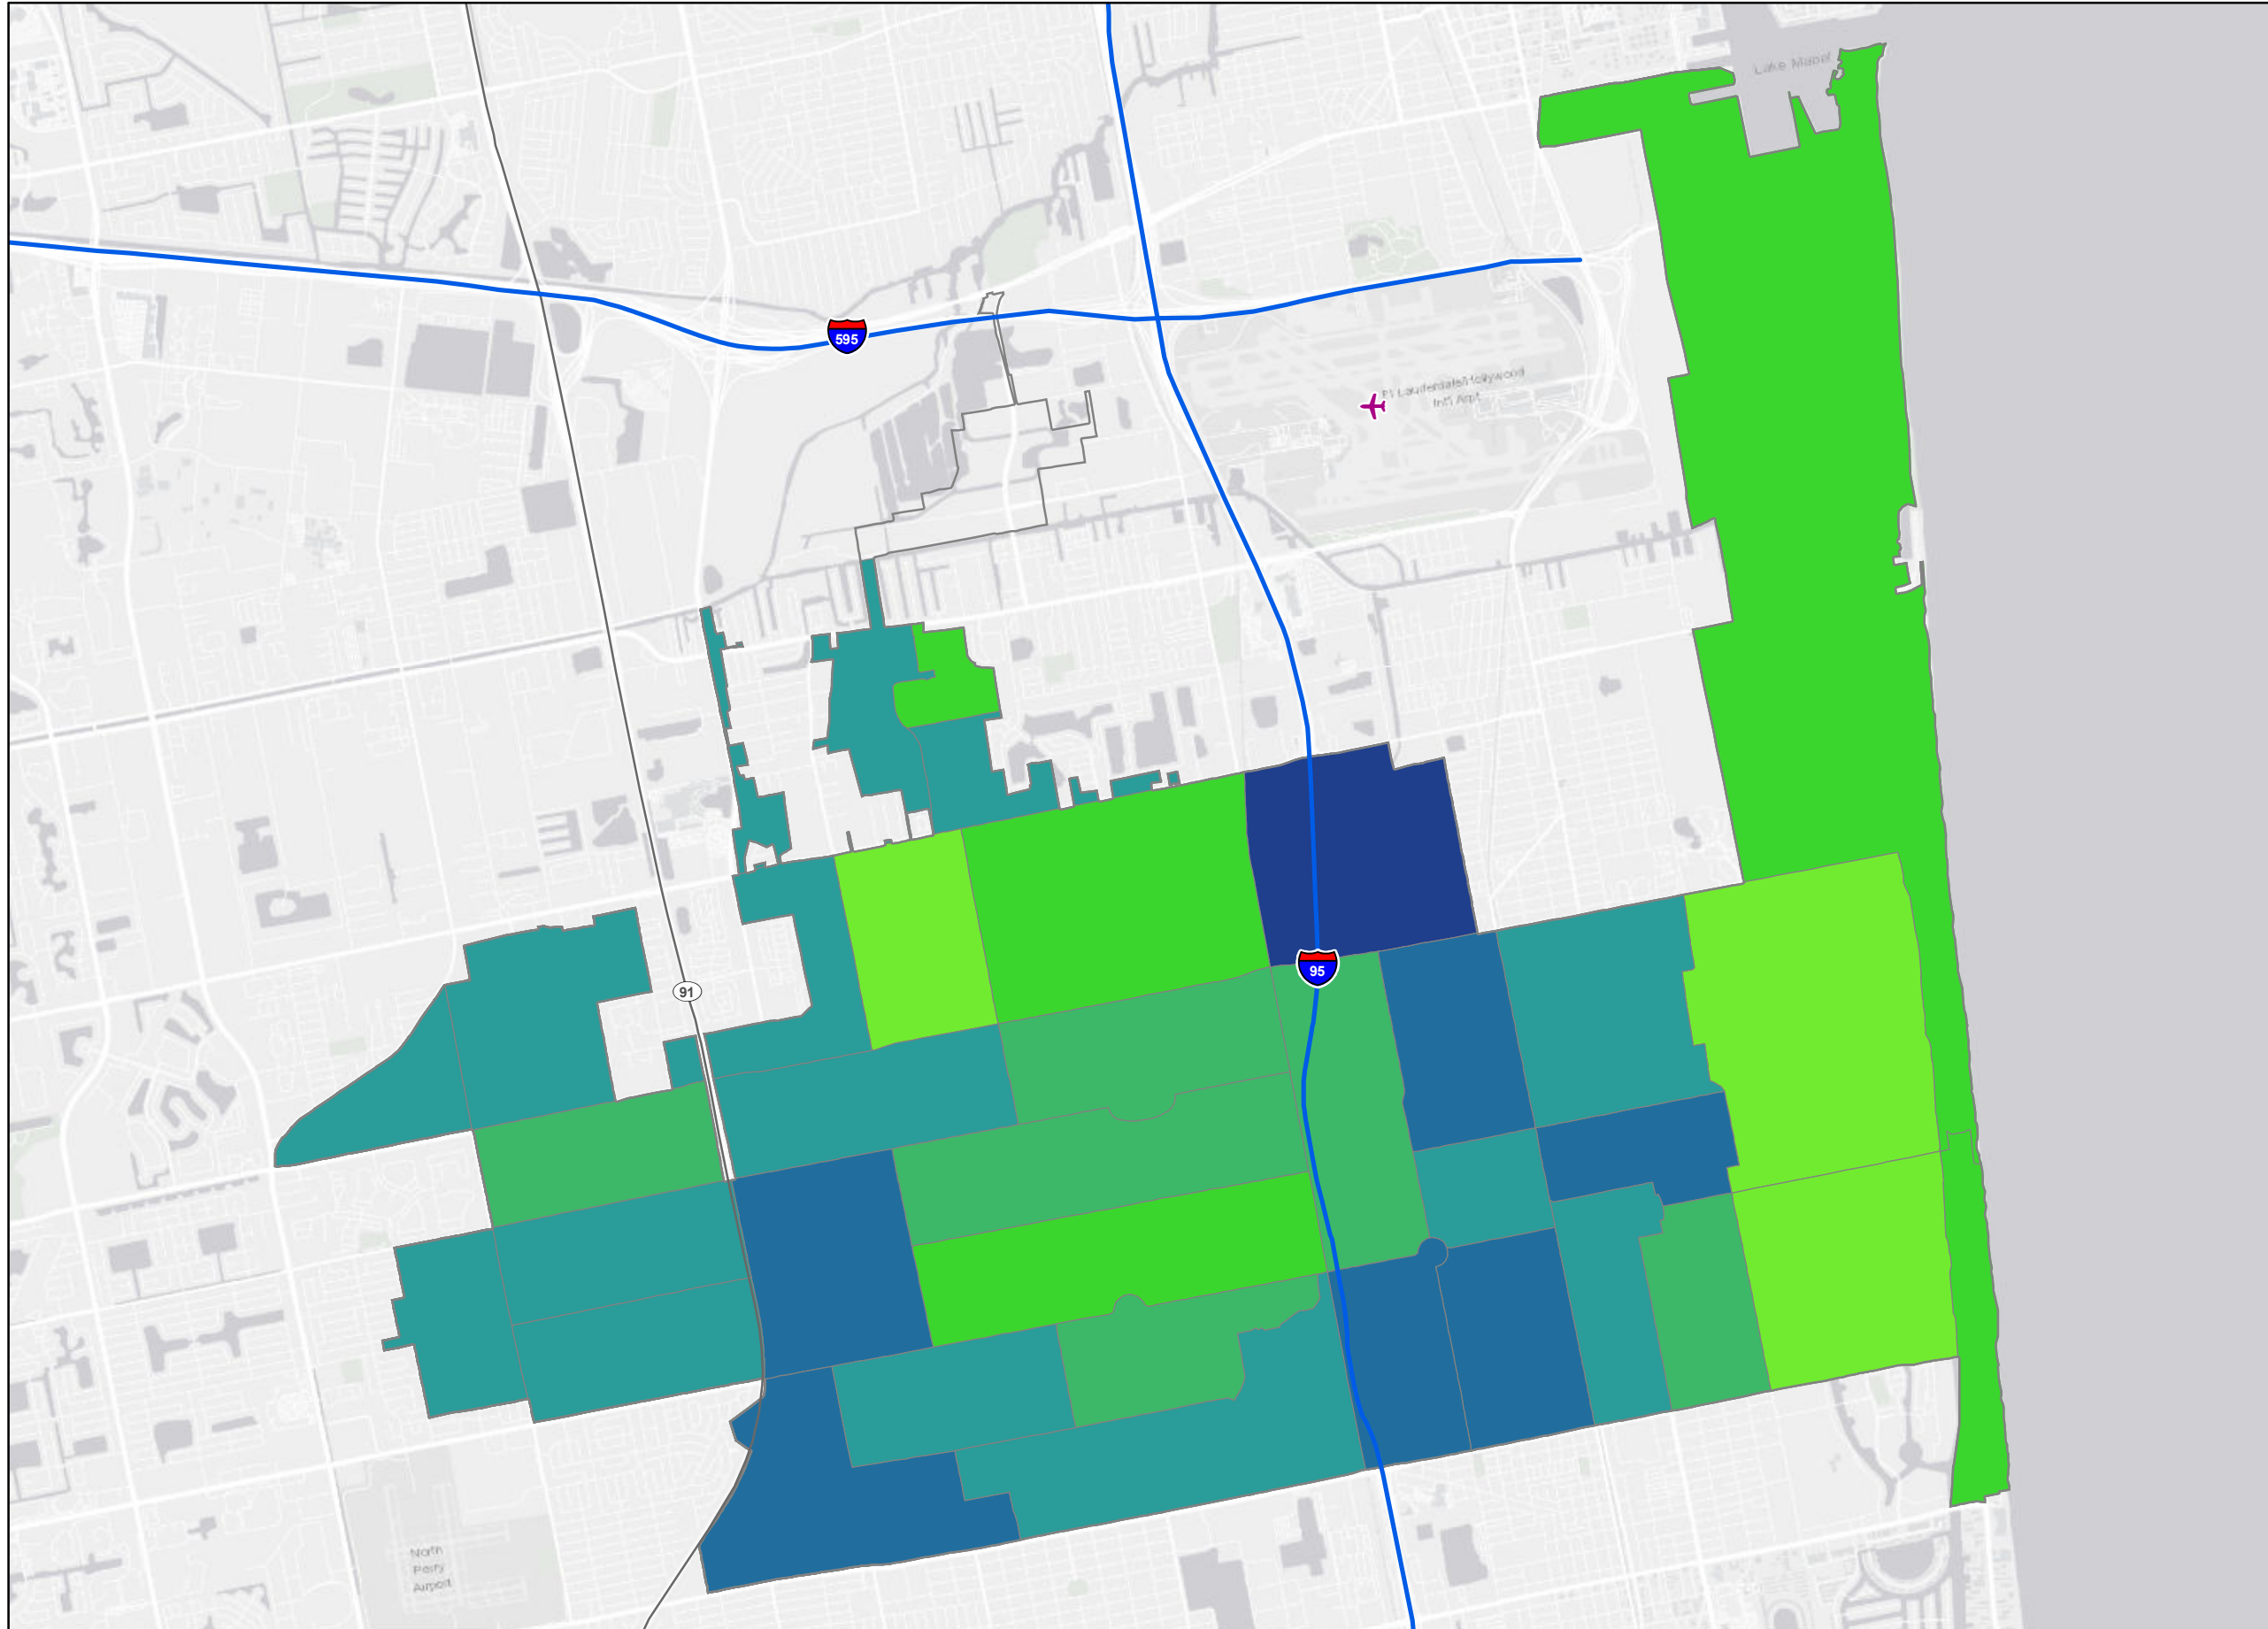 Lake Mabel
595
Ft Lauderdale/Hollywood
Int'l Arpt
95
91
North
Perry
Airport